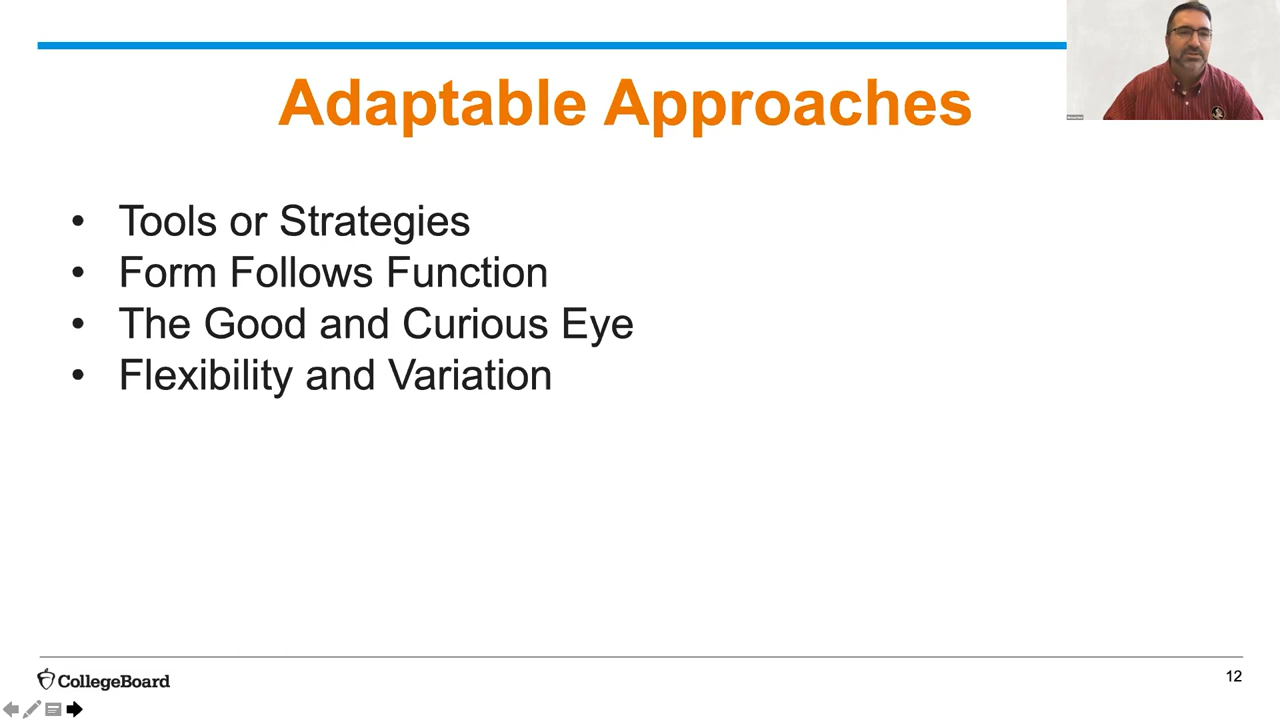 Adaptable Approaches
• Tools or Strategies
• Form Follows Function
• The Good and Curious Eye
• Flexibility and Variation
CollegeBoard
12